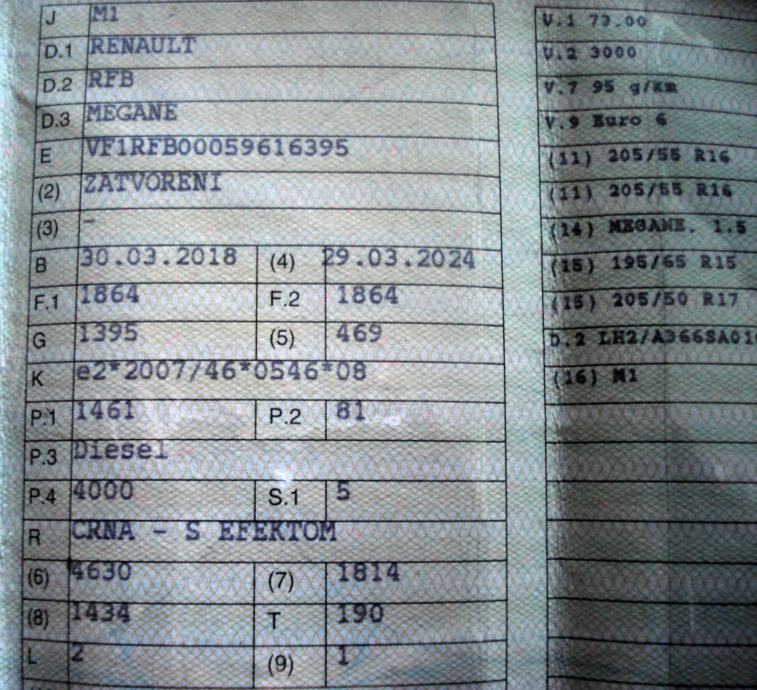 J M1
D.1 RENAULT
D.2 RFB
D.3 MEGANE
E VF1RFB00059616395
(2) ZATVORENI
(3) -
B 30.03.2018 (4) 29.03.2024
F.1 1864 F.2 1864
G 1395 (5) 469
K e2*2007/46*0546*08
P.1 1461 P.2 81
P.3 Diesel
P.4 4000 S.1 5
R CRNA - S EFEKTOM
(6) 4630 (7) 1814
(8) 1434 T 190
L 2 (9) 1
V.1 73.00
U.2 3000
V.7 95 g/km
V.9 Euro 6
(11) 205/55 R16
(11) 205/55 R16
(14) MEGANE. 1.5
(15) 195/65 R15
(15) 205/50 R17
D.2 LH2/A366SA01
(16) M1